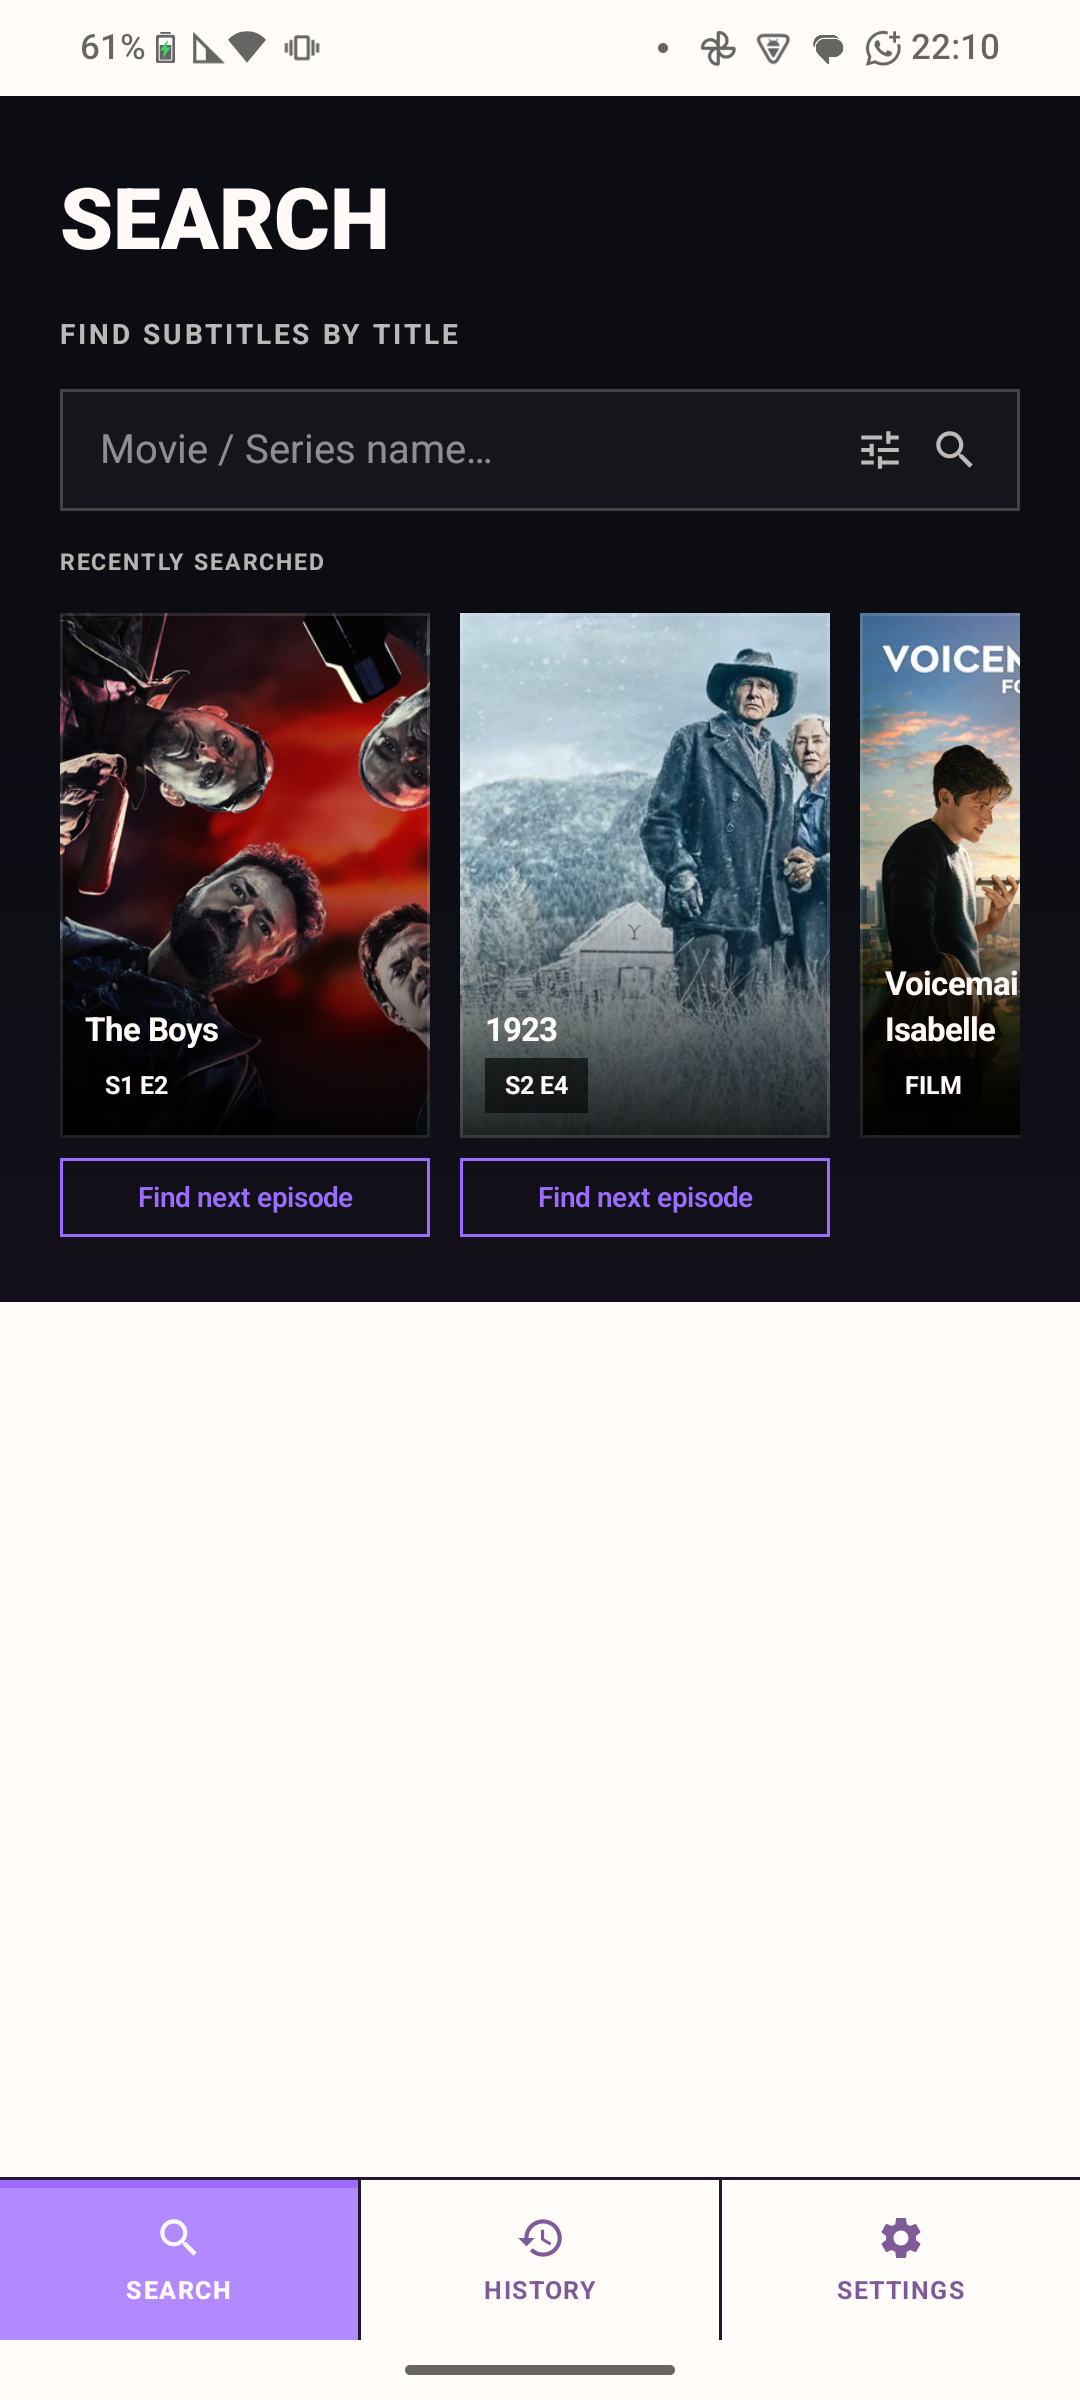 61%
22:10
SEARCH
FIND SUBTITLES BY TITLE
Movie / Series name...
RECENTLY SEARCHED
The Boys
S1 E2
Find next episode
1923
S2 E4
Find next episode
Voicemai
Isabelle
FILM
SEARCH
HISTORY
SETTINGS